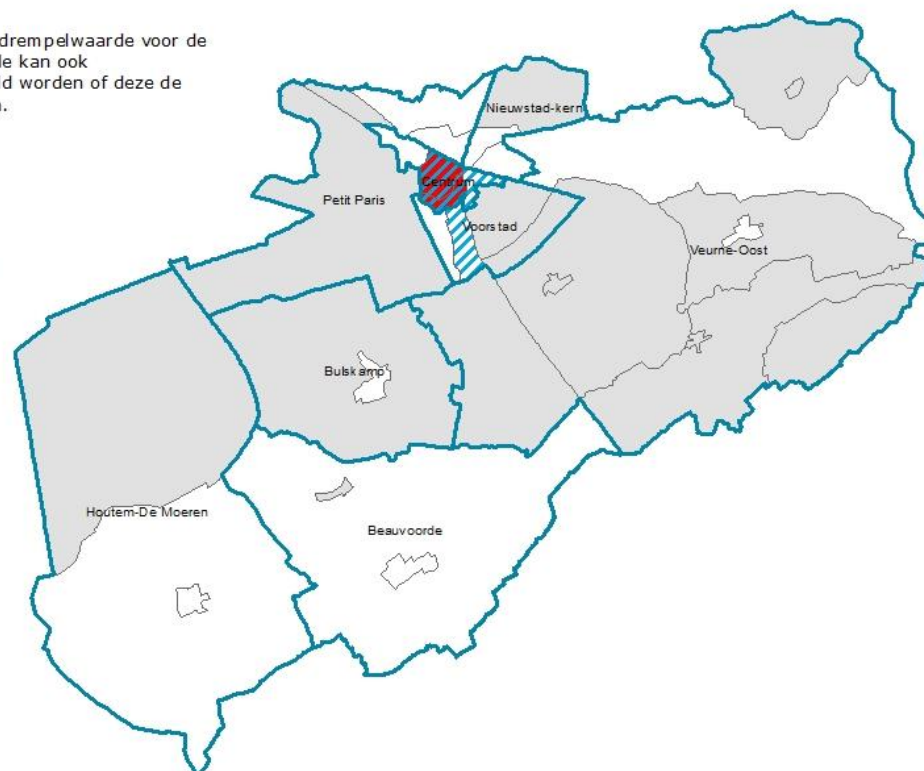 drempelwaarde voor de
kan ook
worden of deze de
Nieuwstad-kern
Centrum
Petit Paris
Voorstad
Veurne-Oost
Bulskamp
Houtem-De Moeren
Beauvoorde